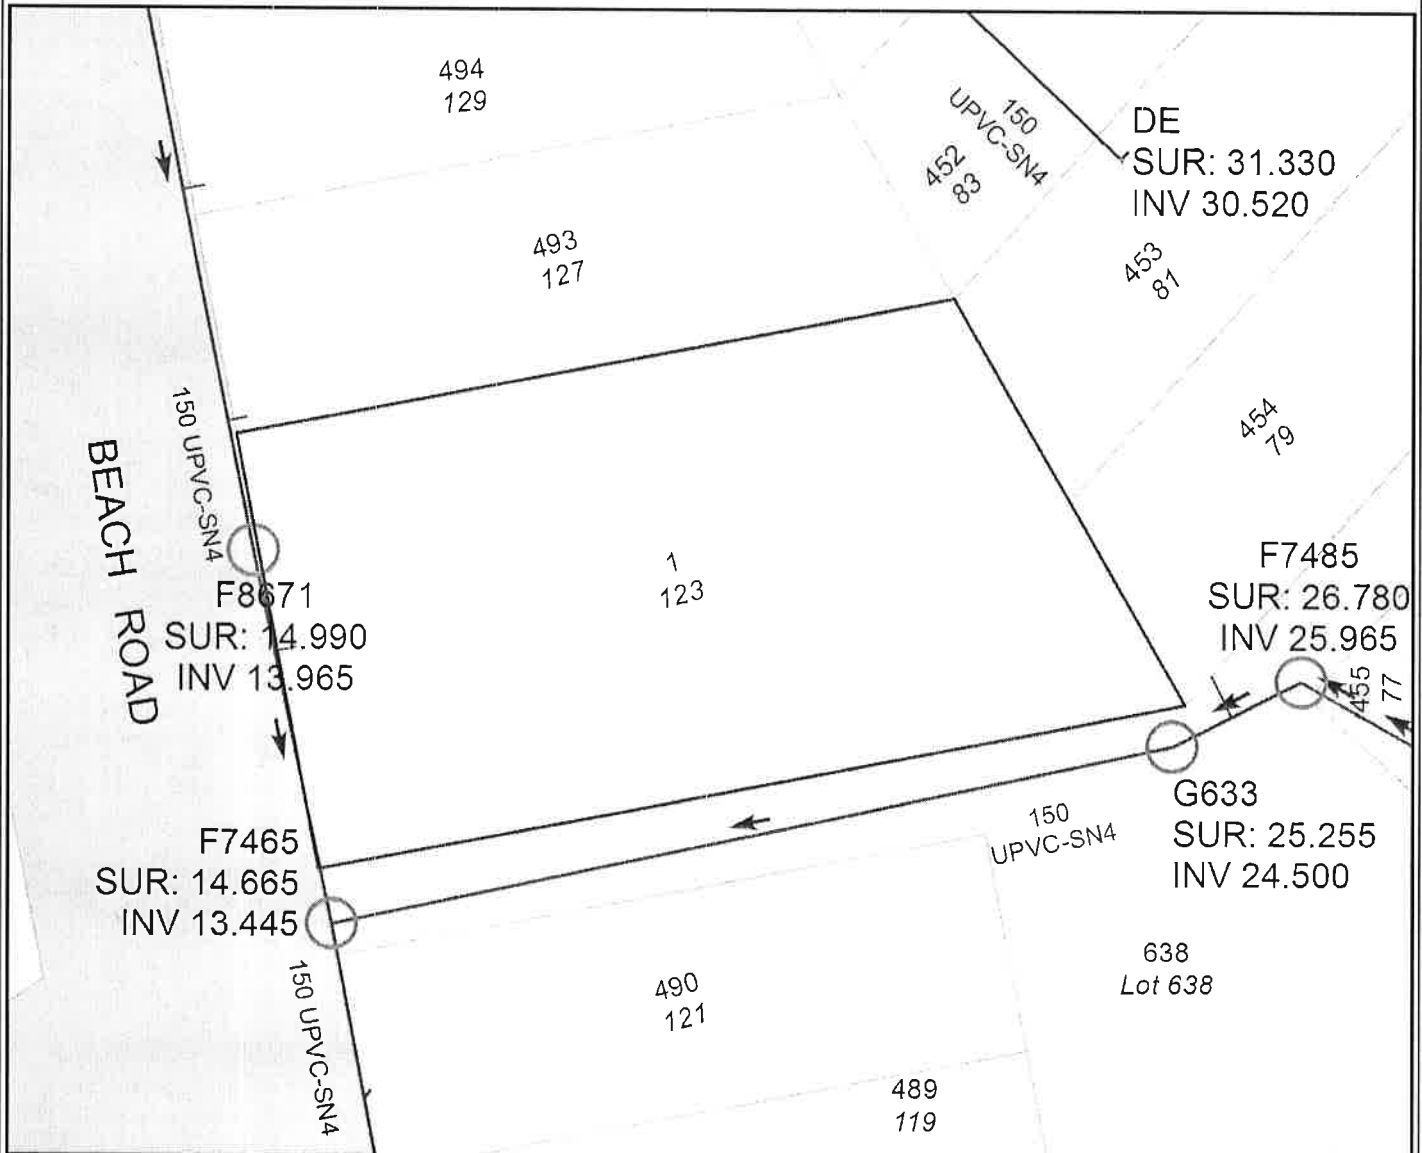 494
129
150
UPVC-SN4
DE
SUR: 31.330
INV 30.520
452
83
493
127
453
81
150 UPVC-SN4
454
79
BEACH ROAD
F8671
SUR: 14.990
INV 13.965
1
123
F7485
SUR: 26.780
INV 25.965
455
77
G633
SUR: 25.255
INV 24.500
150
UPVC-SN4
F7465
SUR: 14.665
INV 13.445
638
Lot 638
490
121
150 UPVC-SN4
489
119